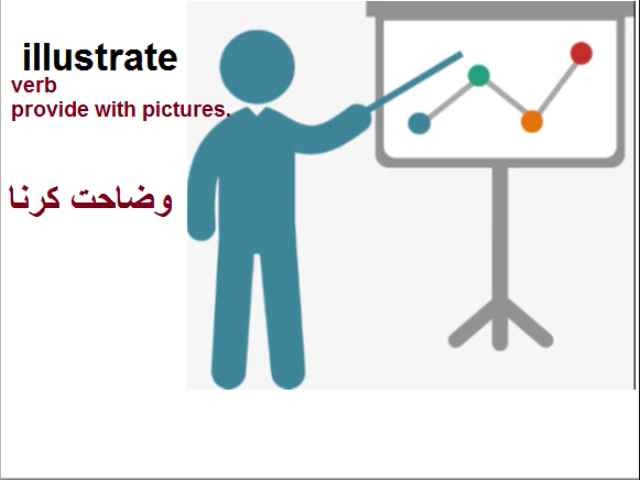 illustrate
verb
provide with pictures.
وضاحت کرنا